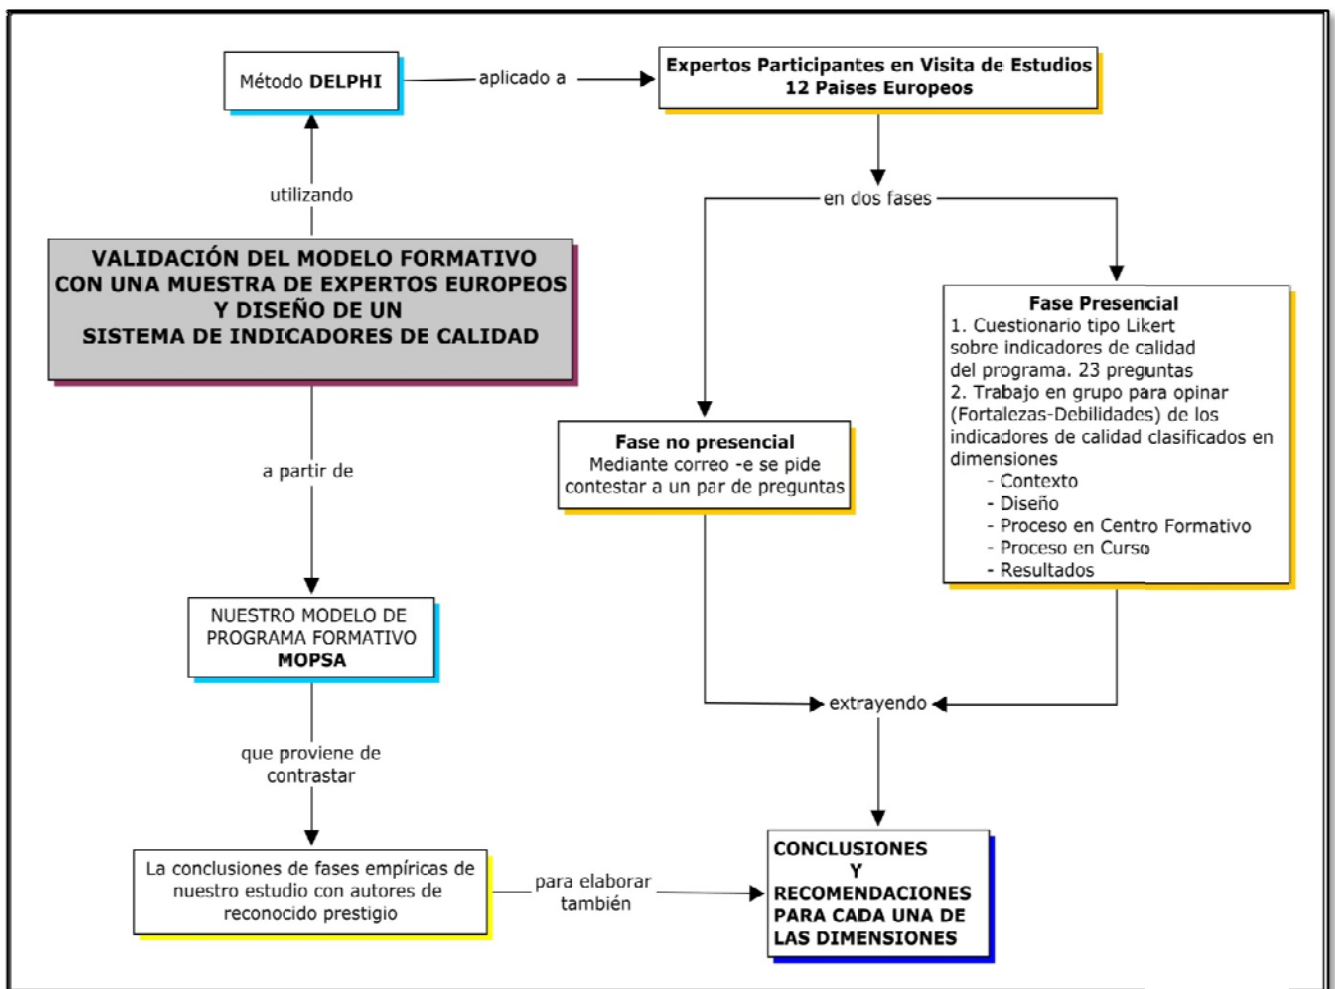 Método DELPHI
aplicado a
Expertos Participantes en Visita de Estudios
12 Paises Europeos
utilizando
en dos fases
VALIDACIÓN DEL MODELO FORMATIVO
CON UNA MUESTRA DE EXPERTOS EUROPEOS
Y DISEÑO DE UN
SISTEMA DE INDICADORES DE CALIDAD
Fase Presencial
1. Cuestionario tipo Likert
sobre indicadores de calidad
del programa. 23 preguntas
2. Trabajo en grupo para opinar
(Fortalezas-Debilidades) de los
indicadores de calidad clasificados en
dimensiones
- Contexto
- Diseño
- Proceso en Centro Formativo
- Proceso en Curso
- Resultados
Fase no presencial
Mediante correo -e se pide
contestar a un par de preguntas
a partir de
NUESTRO MODELO DE
PROGRAMA FORMATIVO
MOPSA
extrayendo
que proviene de
contrastar
La conclusiones de fases empíricas de
nuestro estudio con autores de
reconocido prestigio
para elaborar
también
CONCLUSIONES
Y
RECOMENDACIONES
PARA CADA UNA DE
LAS DIMENSIONES